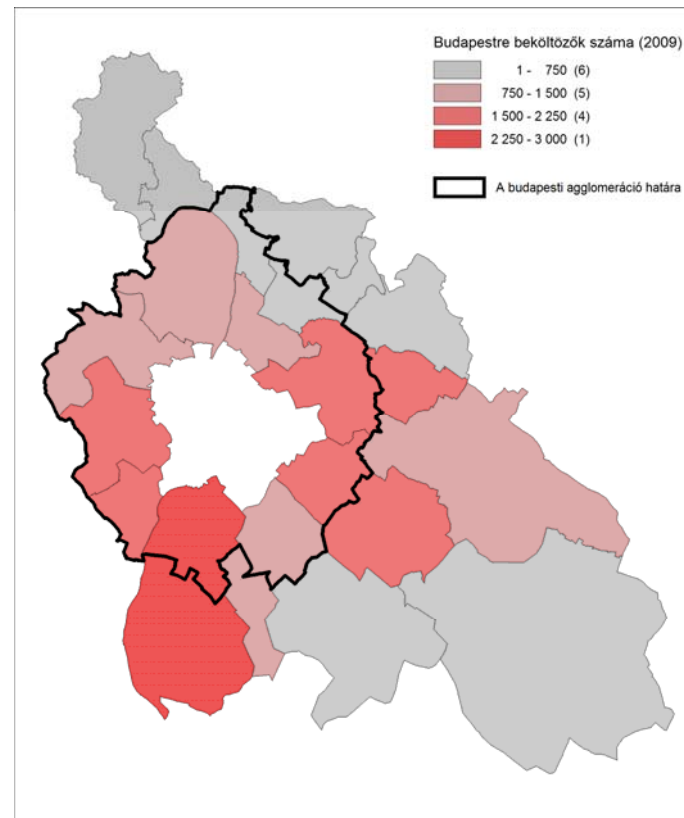 Budapestre beköltözők száma (2009)
1 - 750 (6)
750 - 1 500 (5)
1 500 - 2 250 (4)
2 250 - 3 000 (1)
A budapesti agglomeráció határa